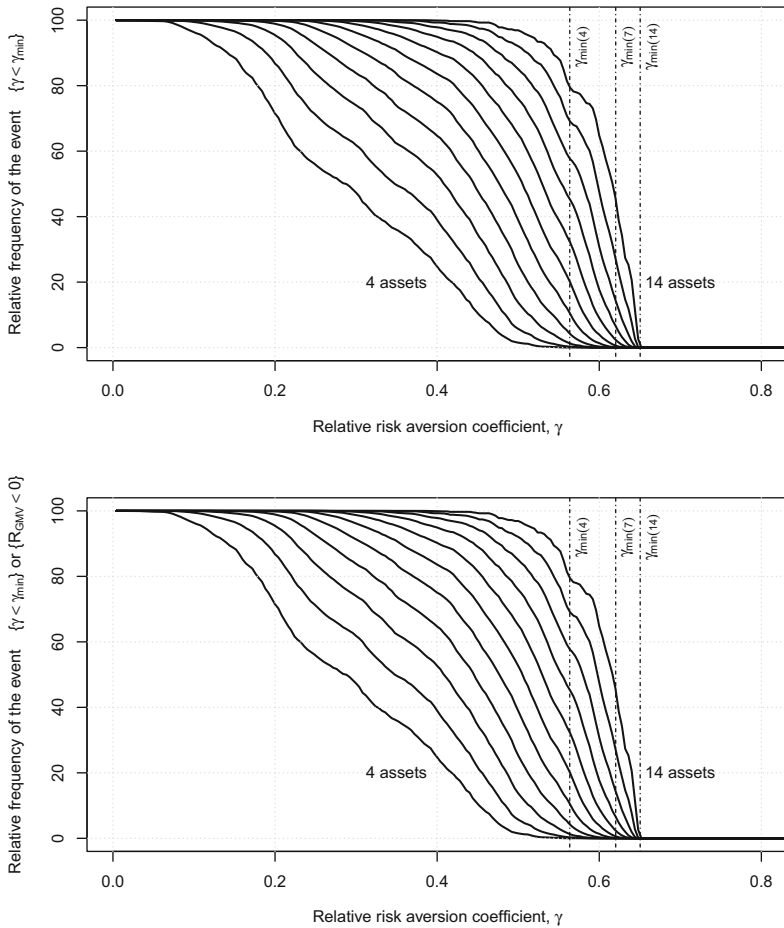 Relative frequency of the event {γ < γmin}
100
80
60
40
20
0
γmin(4)
γmin(7)
γmin(14)
4 assets
14 assets
0.0 0.2 0.4 0.6 0.8
Relative risk aversion coefficient, γ
Relative frequency of the event {γ < γmin} or {RGMV < 0}
100
80
60
40
20
0
γmin(4)
γmin(7)
γmin(14)
4 assets
14 assets
0.0 0.2 0.4 0.6 0.8
Relative risk aversion coefficient, γ